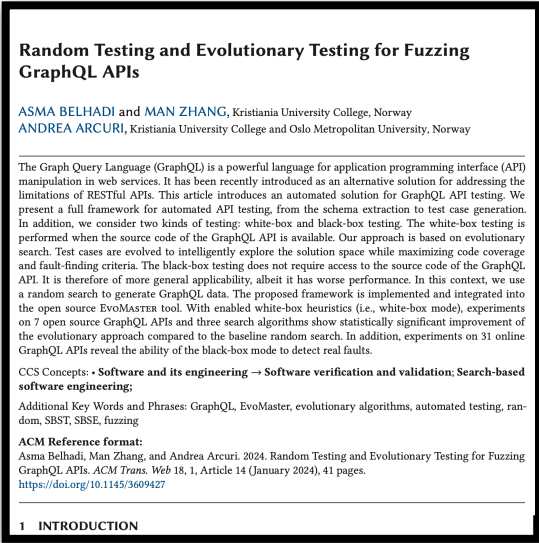 Random Testing and Evolutionary Testing for Fuzzing
GraphQL APIs
ASMA BELHADI and MAN ZHANG, Kristiania University College, Norway
ANDREA ARCURI, Kristiania University College and Oslo Metropolitan University, Norway
The Graph Query Language (GraphQL) is a powerful language for application programming interface (API)
manipulation in web services. It has been recently introduced as an alternative solution for addressing the
limitations of RESTful APIs. This article introduces an automated solution for GraphQL API testing. We
present a full framework for automated API testing, from the schema extraction to test case generation.
In addition, we consider two kinds of testing: white-box and black-box testing. The white-box testing is
performed when the source code of the GraphQL API is available. Our approach is based on evolutionary
search. Test cases are evolved to intelligently explore the solution space while maximizing code coverage
and fault-finding criteria. The black-box testing does not require access to the source code of the GraphQL
API. It is therefore of more general applicability, albeit it has worse performance. In this context, we use
a random search to generate GraphQL data. The proposed framework is implemented and integrated into
the open source EvoMaster tool. With enabled white-box heuristics (i.e., white-box mode), experiments
on 7 open source GraphQL APIs and three search algorithms show statistically significant improvement of
the evolutionary approach compared to the baseline random search. In addition, experiments on 31 online
GraphQL APIs reveal the ability of the black-box mode to detect real faults.
CCS Concepts: • Software and its engineering → Software verification and validation; Search-based
software engineering;
Additional Key Words and Phrases: GraphQL, EvoMaster, evolutionary algorithms, automated testing, ran-
dom, SBST, SBSE, fuzzing
ACM Reference format:
Asma Belhadi, Man Zhang, and Andrea Arcuri. 2024. Random Testing and Evolutionary Testing for Fuzzing
GraphQL APIs. ACM Trans. Web 18, 1, Article 14 (January 2024), 41 pages.
https://doi.org/10.1145/3609427
1 INTRODUCTION